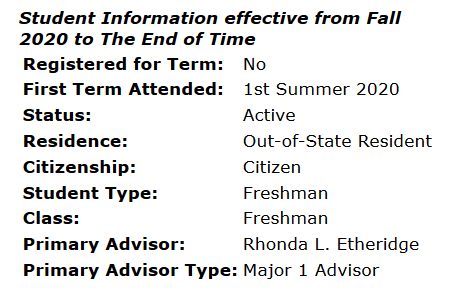 Student Information effective from Fall
2020 to The End of Time
Registered for Term: No
First Term Attended: 1st Summer 2020
Status: Active
Residence: Out-of-State Resident
Citizenship: Citizen
Student Type: Freshman
Class: Freshman
Primary Advisor: Rhonda L. Etheridge
Primary Advisor Type: Major 1 Advisor